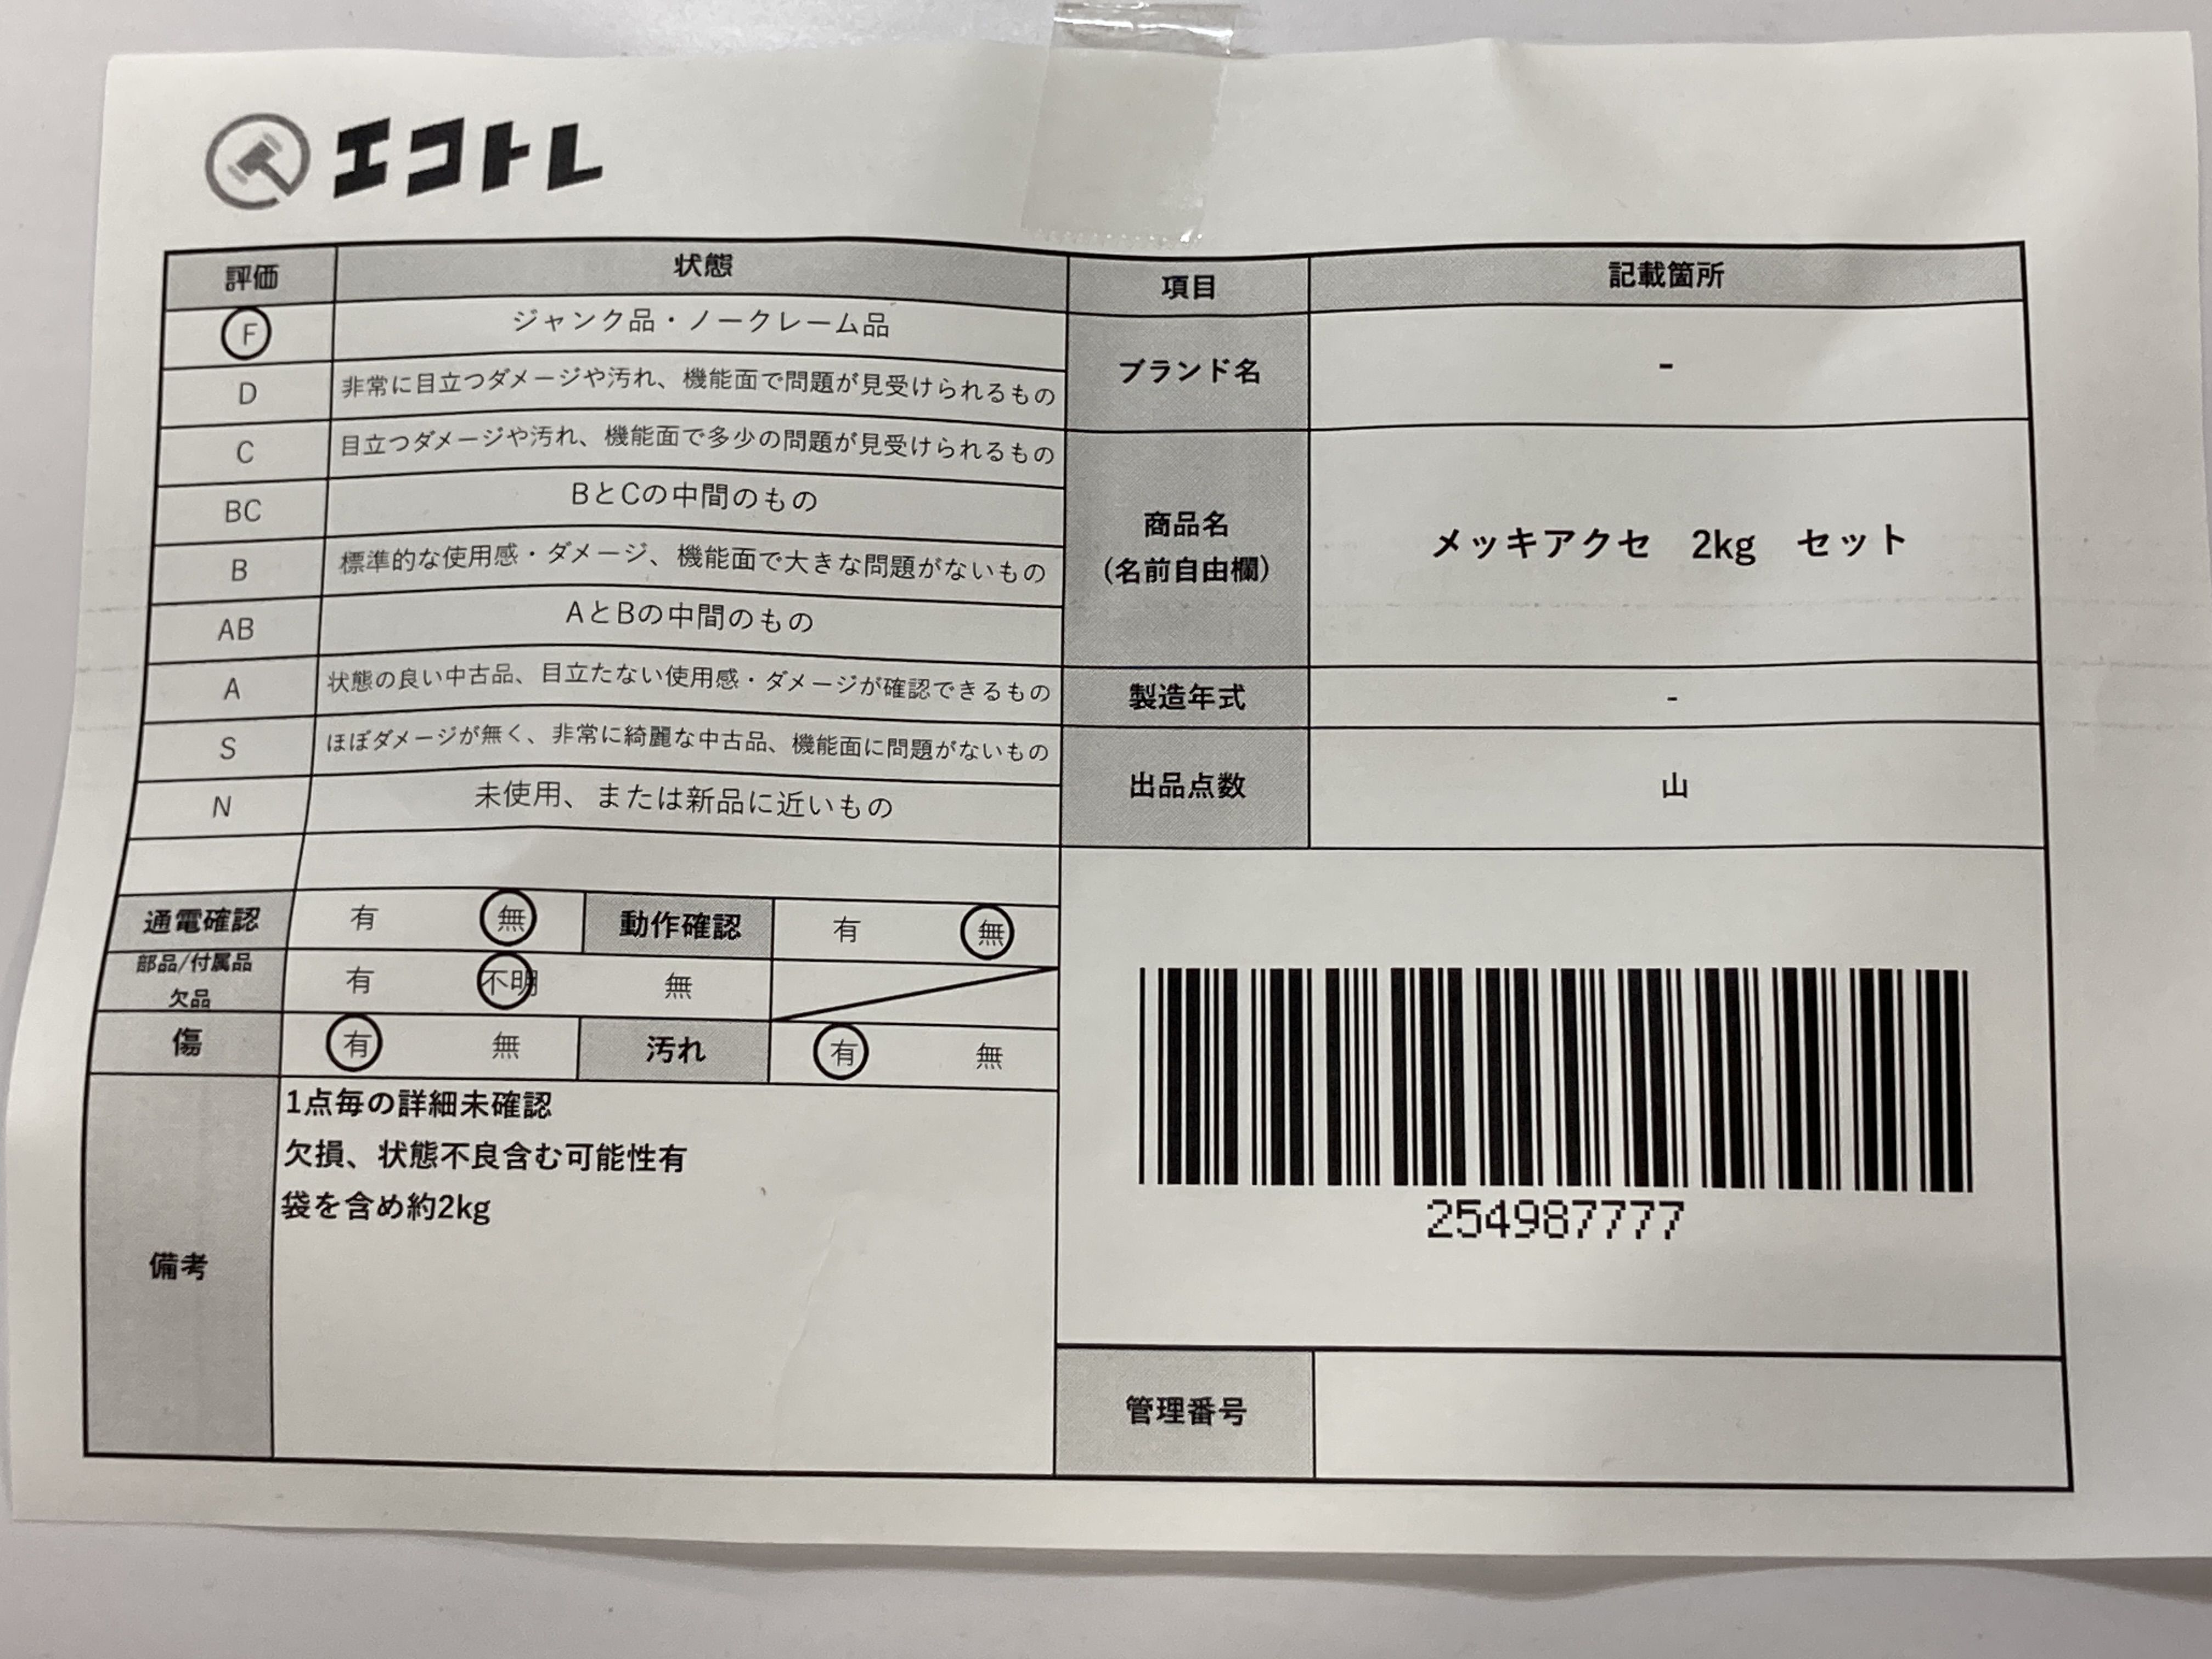 エコトレ
評価 状態
F ジャンク品・ノークレーム品
D 非常に目立つダメージや汚れ、機能面で問題が見受けられるもの
C 目立つダメージや汚れ、機能面で多少の問題が見受けられるもの
BC BとCの中間のもの
B 標準的な使用感・ダメージ、機能面で大きな問題がないもの
AB AとBの中間のもの
A 状態の良い中古品、目立たない使用感・ダメージが確認できるもの
S ほぼダメージが無く、非常に綺麗な中古品、機能面に問題がないもの
N 未使用、または新品に近いもの
通電確認 有 無 動作確認 有 無
部品/付属品
欠品 有 不明 無
傷 有 無 汚れ 有 無
備考
1点毎の詳細未確認
欠損、状態不良含む可能性有
袋を含め約2kg
項目 記載箇所
ブランド名 -
商品名
(名前自由欄)
メッキアクセ 2kg セット
製造年式 -
出品点数 山
254987777
管理番号